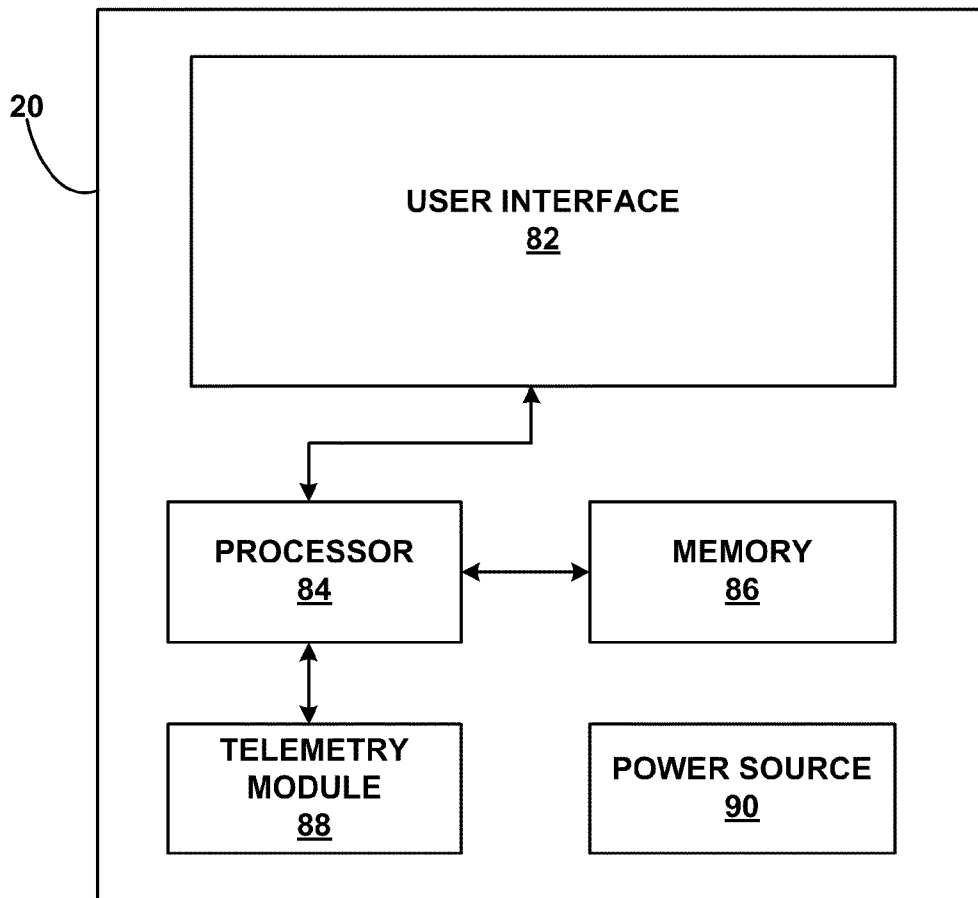 20
USER INTERFACE
82
PROCESSOR
84
MEMORY
86
TELEMETRY
MODULE
88
POWER SOURCE
90